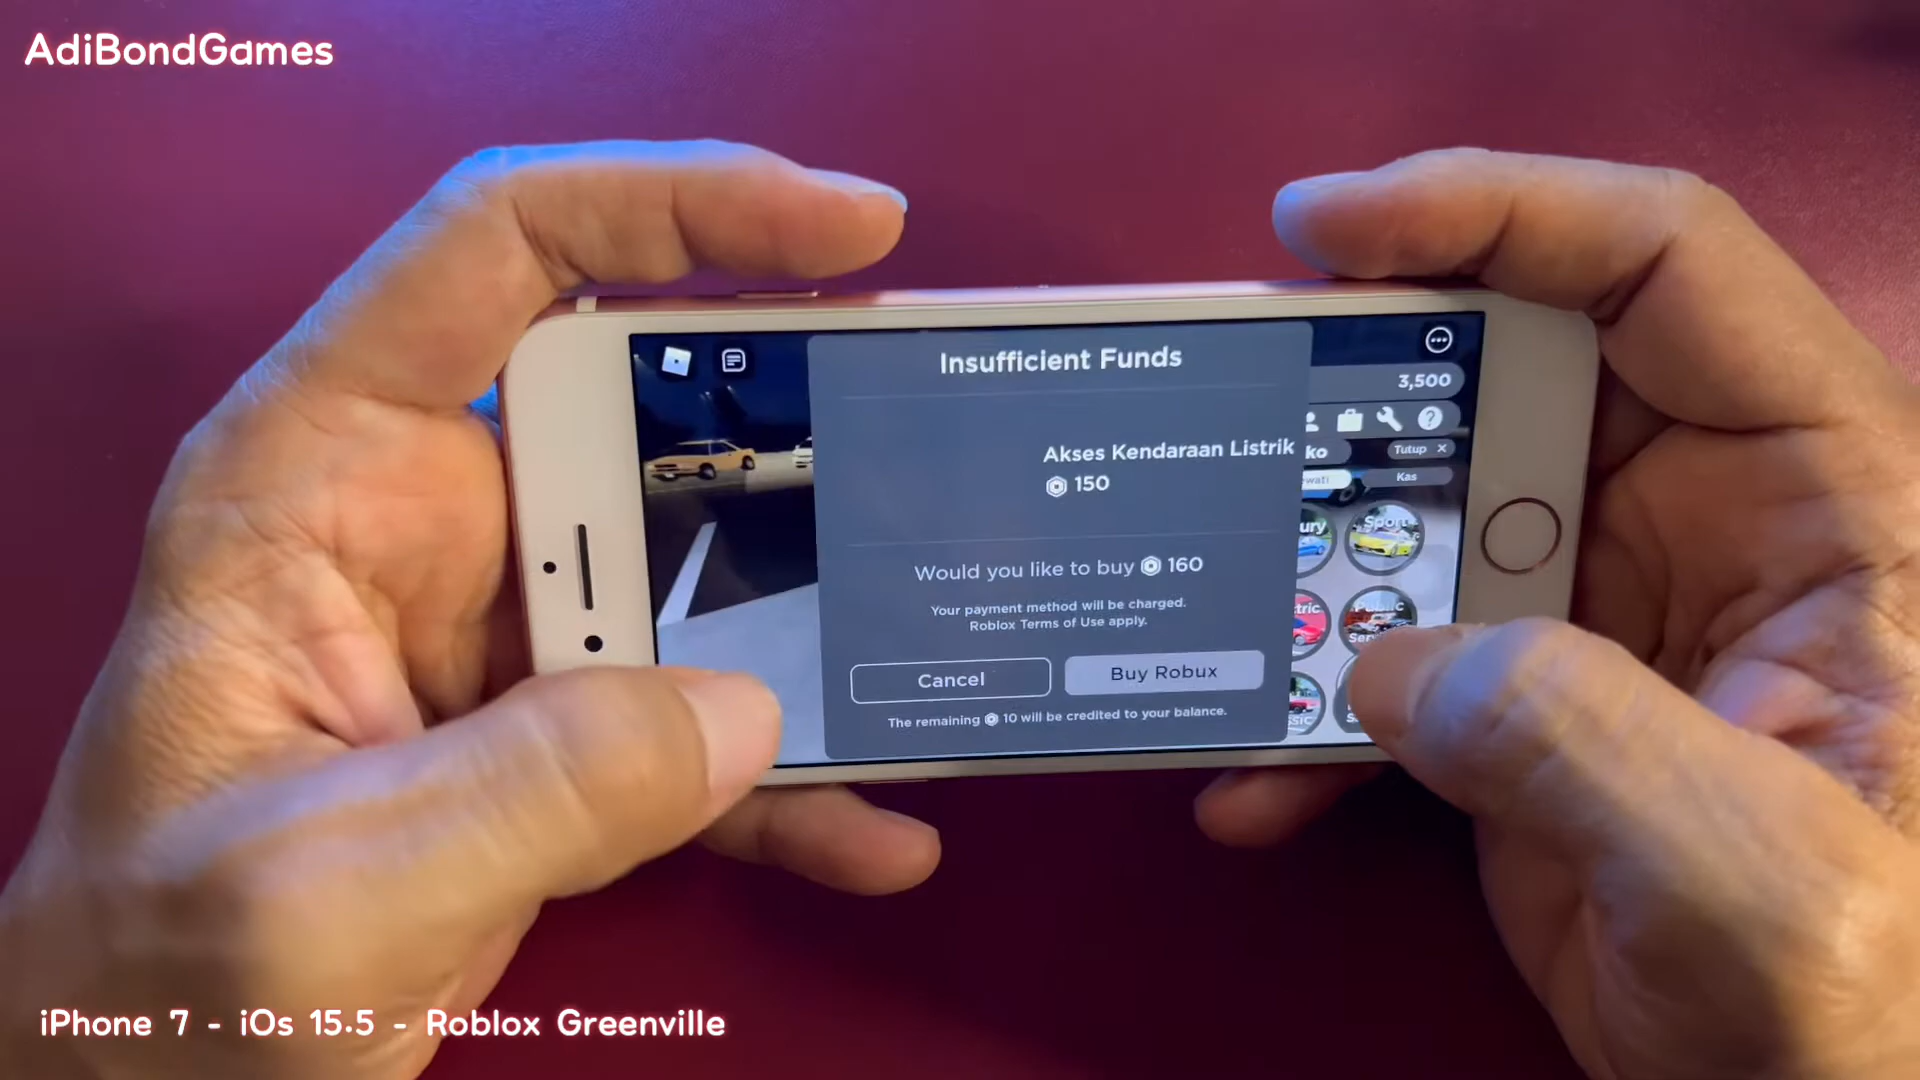 AdiBondGames
Insufficient Funds
3,500
Akses Kendaraan Listrik
150
Tutup ×
Kas
Sport
Would you like to buy 160
Your payment method will be charged.
Roblox Terms of Use apply.
Public
Cancel
Buy Robux
The remaining 10 will be credited to your balance.
iPhone 7 - iOs 15.5 - Roblox Greenville